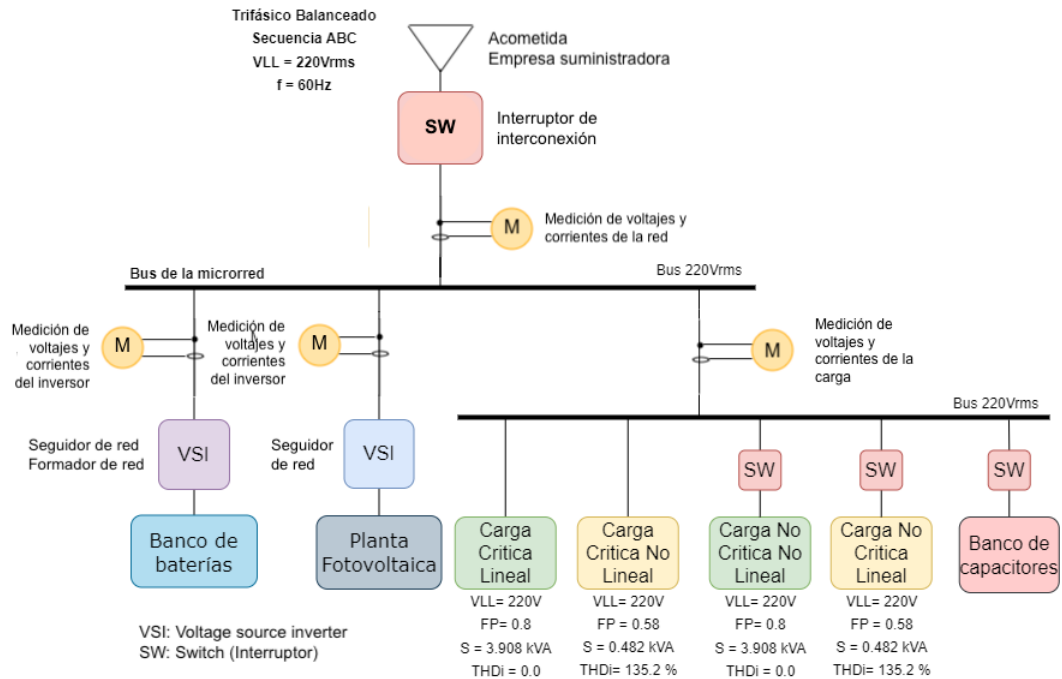 Trifásico Balanceado
Secuencia ABC
VLL = 220Vrms
f = 60Hz
Acometida
Empresa suministradora
SW
Interruptor de
interconexión
M
Medición de voltajes y
corrientes de la red
Bus de la microrred
Bus 220Vrms
Medición de
voltajes y
corrientes
del inversor
M
Medición de
voltajes y
corrientes
del inversor
M
M
Medición de
voltajes y
corrientes de la
carga
Bus 220Vrms
Seguidor de red
Formador de red
VSI
Seguidor
de red
VSI
SW
SW
SW
Banco de
baterías
Planta
Fotovoltaica
Carga
Critica
Lineal
Carga
Critica No
Lineal
Carga No
Critica No
Lineal
Carga No
Critica
Lineal
Banco de
capacitores
VLL= 220V
FP= 0.8
S = 3.908 kVA
THDi = 0.0
VLL= 220V
FP = 0.58
S = 0.482 kVA
THDi= 135.2 %
VLL= 220V
FP= 0.8
S = 3.908 kVA
THDi = 0.0
VLL= 220V
FP = 0.58
S = 0.482 kVA
THDi= 135.2 %
VSI: Voltage source inverter
SW: Switch (Interruptor)